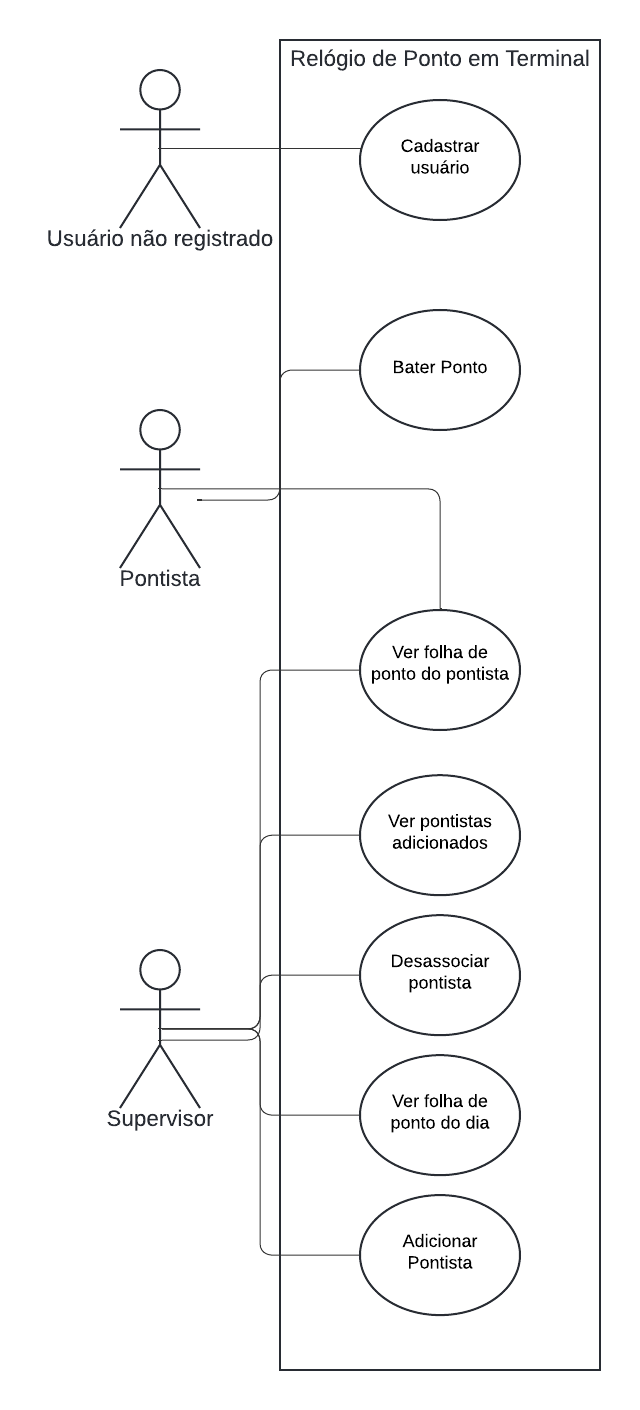 Relógio de Ponto em Terminal
Cadastrar
usuário
Usuário não registrado
Bater Ponto
Pontista
Ver folha de
ponto do pontista
Ver pontistas
adicionados
Desassociar
pontista
Ver folha de
ponto do dia
Supervisor
Adicionar
Pontista